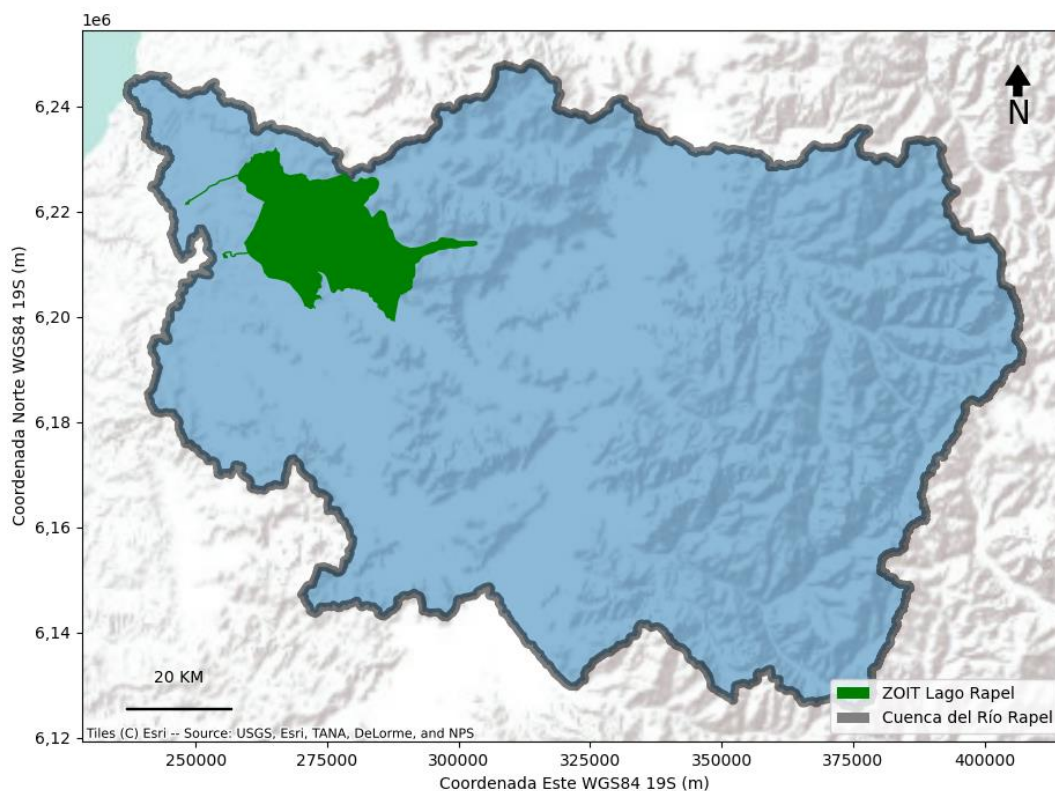 1e6
6,24
6,22
6,20
6,18
6,16
6,14
6,12
Coordenada Norte WGS84 19S (m)
N
20 KM
ZOIT Lago Rapel
Cuenca del Río Rapel
Tiles (C) Esri -- Source: USGS, Esri, TANA, DeLorme, and NPS
250000 275000 300000 325000 350000 375000 400000
Coordenada Este WGS84 19S (m)